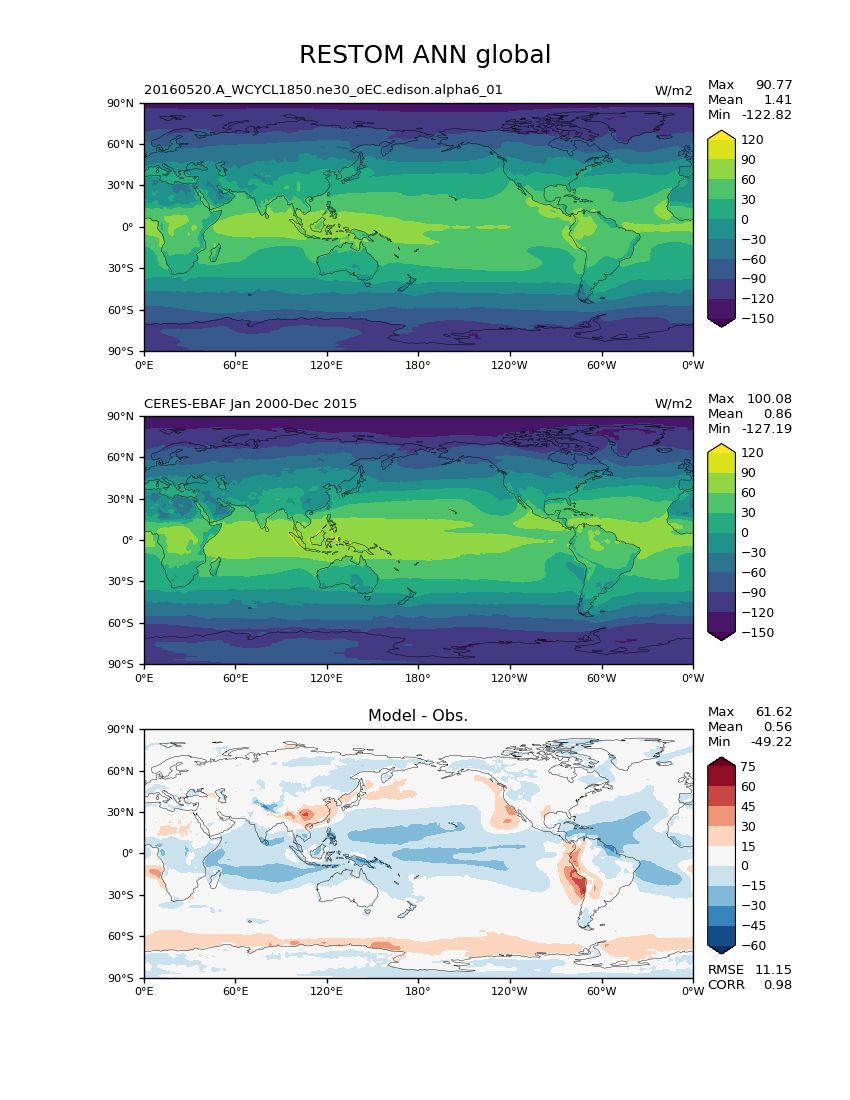 RESTOM ANN global
20160520.A_WCYCL1850.ne30_oEC.edison.alpha6_01 W/m2
Max 90.77
Mean 1.41
Min -122.82
90°N
60°N
30°N
0°
30°S
60°S
90°S
0°E 60°E 120°E 180° 120°W 60°W 0°W
120
90
60
30
0
−30
−60
−90
−120
−150
CERES-EBAF Jan 2000-Dec 2015 W/m2
Max 100.08
Mean 0.86
Min -127.19
90°N
60°N
30°N
0°
30°S
60°S
90°S
0°E 60°E 120°E 180° 120°W 60°W 0°W
120
90
60
30
0
−30
−60
−90
−120
−150
Model - Obs.
Max 61.62
Mean 0.56
Min -49.22
90°N
60°N
30°N
0°
30°S
60°S
90°S
0°E 60°E 120°E 180° 120°W 60°W 0°W
75
60
45
30
15
0
−15
−30
−45
−60
RMSE 11.15
CORR 0.98